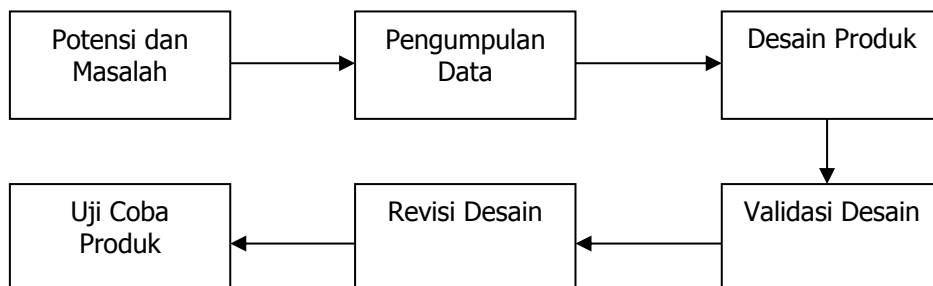 Potensi dan
Masalah
Pengumpulan
Data
Desain Produk
Validasi Desain
Revisi Desain
Uji Coba
Produk